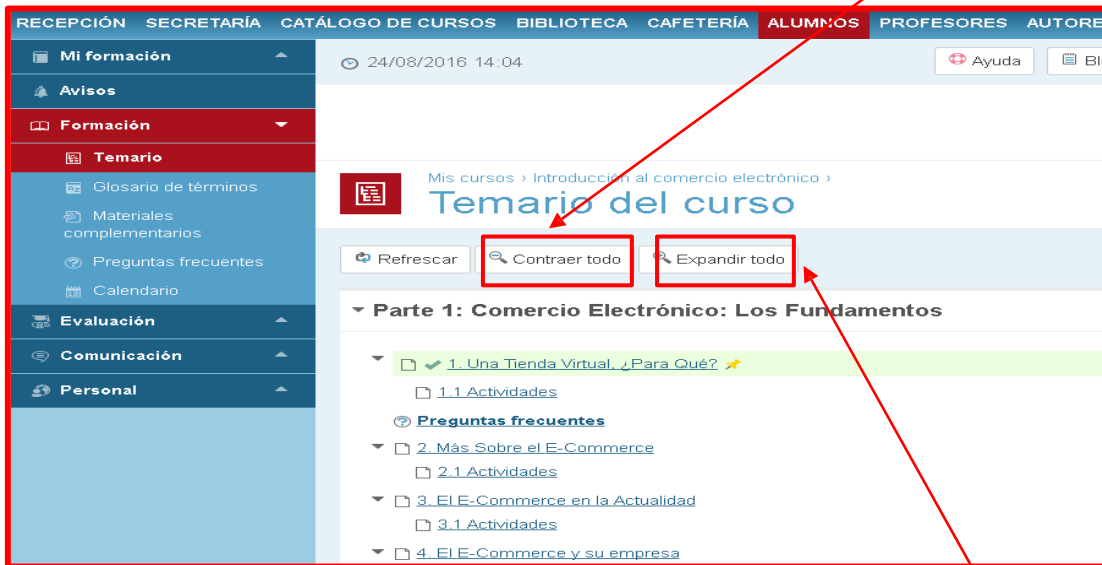 RECEPCIÓN SECRETARÍA CATÁLOGO DE CURSOS BIBLIOTECA CAFETERÍA ALUMNOS PROFESORES AUTORE
Mi formación
24/08/2016 14:04
Ayuda
Bl
Avisos
Formación
Temario
Glosario de términos
Materiales
complementarios
Preguntas frecuentes
Calendario
Evaluación
Comunicación
Personal
Mis cursos › Introducción al comercio electrónico ›
Temario del curso
Refrescar
Contraer todo
Expandir todo
Parte 1: Comercio Electrónico: Los Fundamentos
1. Una Tienda Virtual, ¿Para Qué?
1.1 Actividades
Preguntas frecuentes
2. Más Sobre el E-Commerce
2.1 Actividades
3. El E-Commerce en la Actualidad
3.1 Actividades
4. El E-Commerce y su empresa